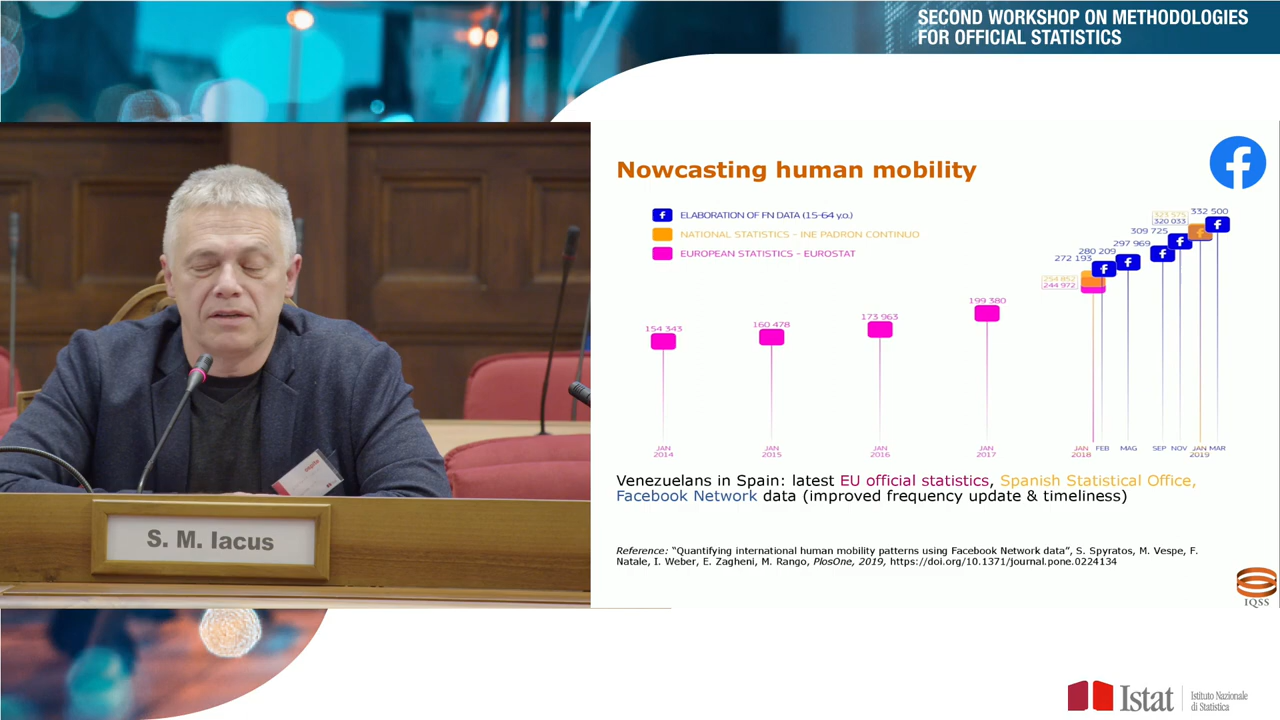 SECOND WORKSHOP ON METHODOLOGIES
FOR OFFICIAL STATISTICS
S. M. Iacus
Nowcasting human mobility
ELABORATION OF FN DATA (15-64 y.o.)
NATIONAL STATISTICS - INE PADRON CONTINUO
EUROPEAN STATISTICS - EUROSTAT
154 343
160 478
173 963
199 380
254 852
244 972
272 193
280 209
297 969
309 725
323 575
320 033
332 500
JAN
2014
JAN
2015
JAN
2016
JAN
2017
JAN
2018
FEB
MAG
SEP
NOV
JAN
2019
MAR
Venezuelans in Spain: latest EU official statistics, Spanish Statistical Office,
Facebook Network data (improved frequency update & timeliness)
Reference: "Quantifying international human mobility patterns using Facebook Network data", S. Spyratos, M. Vespe, F.
Natale, I. Weber, E. Zagheni, M. Rango, PlosOne, 2019, https://doi.org/10.1371/journal.pone.0224134
IQSS
Istat
Istituto Nazionale
di Statistica